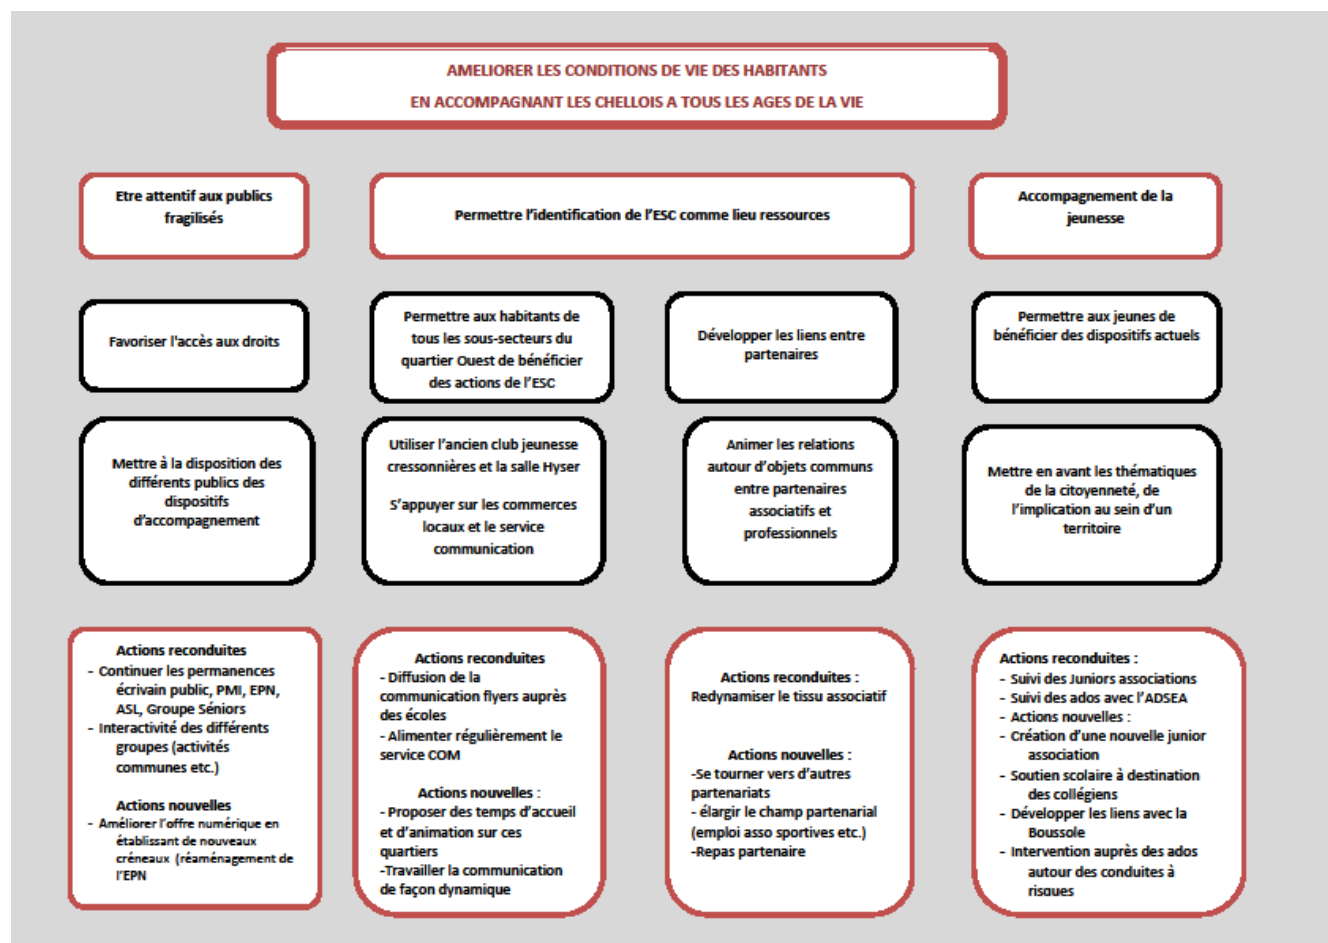 AMELIORER LES CONDITIONS DE VIE DES HABITANTS
EN ACCOMPAGNANT LES CHELLOIS A TOUS LES AGES DE LA VIE
Etre attentif aux publics
fragilisés
Permettre l'identification de l'ESC comme lieu ressources
Accompagnement de la
jeunesse
Favoriser l'accès aux droits
Permettre aux habitants de
tous les sous-secteurs du
quartier Ouest de bénéficier
des actions de l'ESC
Développer les liens entre
partenaires
Permettre aux jeunes de
bénéficier des dispositifs actuels
Mettre à la disposition des
différents publics des
dispositifs
d'accompagnement
Utiliser l'ancien club jeunesse
cressonnières et la salle Hyser
S'appuyer sur les commerces
locaux et le service
communication
Animer les relations
autour d'objets communs
entre partenaires
associatifs et
professionnels
Mettre en avant les thématiques
de la citoyenneté, de
l'implication au sein d'un
territoire
Actions reconduites
- Continuer les permanences
écrivain public, PMI, EPN,
ASL, Groupe Séniors
- Interactivité des différents
groupes (activités
communes etc.)
Actions nouvelles
- Améliorer l'offre numérique en
établissant de nouveaux
créneaux (réaménagement de
l'EPN
Actions reconduites
- Diffusion de la
communication flyers auprès
des écoles
- Alimenter régulièrement le
service COM
Actions nouvelles :
- Proposer des temps d'accueil
et d'animation sur ces
quartiers
-Travailler la communication
de façon dynamique
Actions reconduites :
Redynamiser le tissu associatif
Actions nouvelles :
-Se tourner vers d'autres
partenariats
- élargir le champ partenarial
(emploi asso sportives etc.)
-Repas partenaire
Actions reconduites :
- Suivi des Juniors associations
- Suivi des ados avec l'ADSEA
- Actions nouvelles :
- Création d'une nouvelle junior
association
- Soutien scolaire à destination
des collégiens
- Développer les liens avec la
Boussole
- Intervention auprès des ados
autour des conduites à
risques